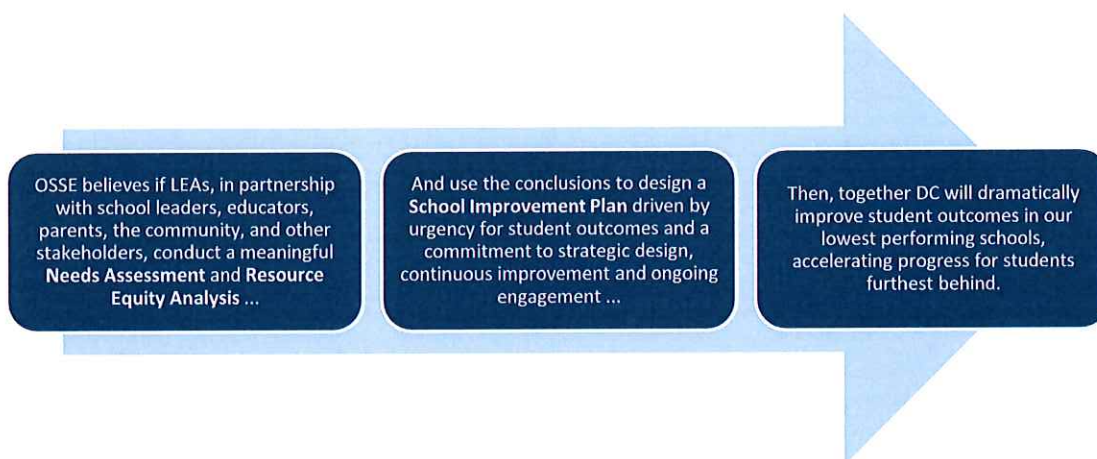 OSSE believes if LEAs, in partnership
with school leaders, educators,
parents, the community, and other
stakeholders, conduct a meaningful
Needs Assessment and Resource
Equity Analysis ...
And use the conclusions to design a
School Improvement Plan driven by
urgency for student outcomes and a
commitment to strategic design,
continuous improvement and ongoing
engagement ...
Then, together DC will dramatically
improve student outcomes in our
lowest performing schools,
accelerating progress for students
furthest behind.